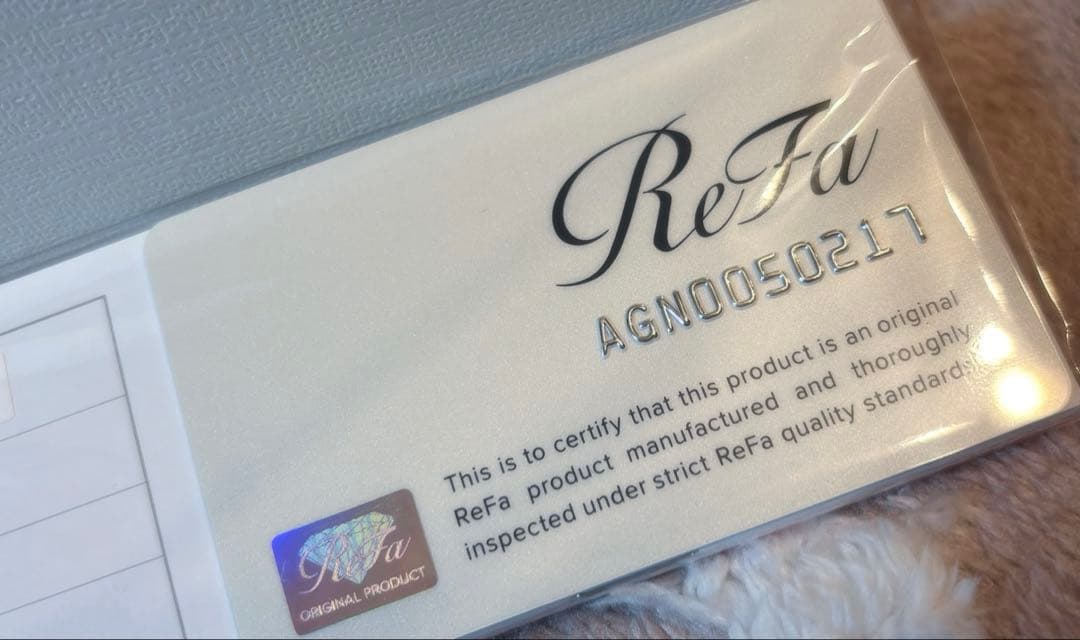 ReFa
AGN0050217
This is to certify that this product is an original
ReFa product manufactured and thoroughly
inspected under strict ReFa quality standards.
ReFa
ORIGINAL PRODUCT